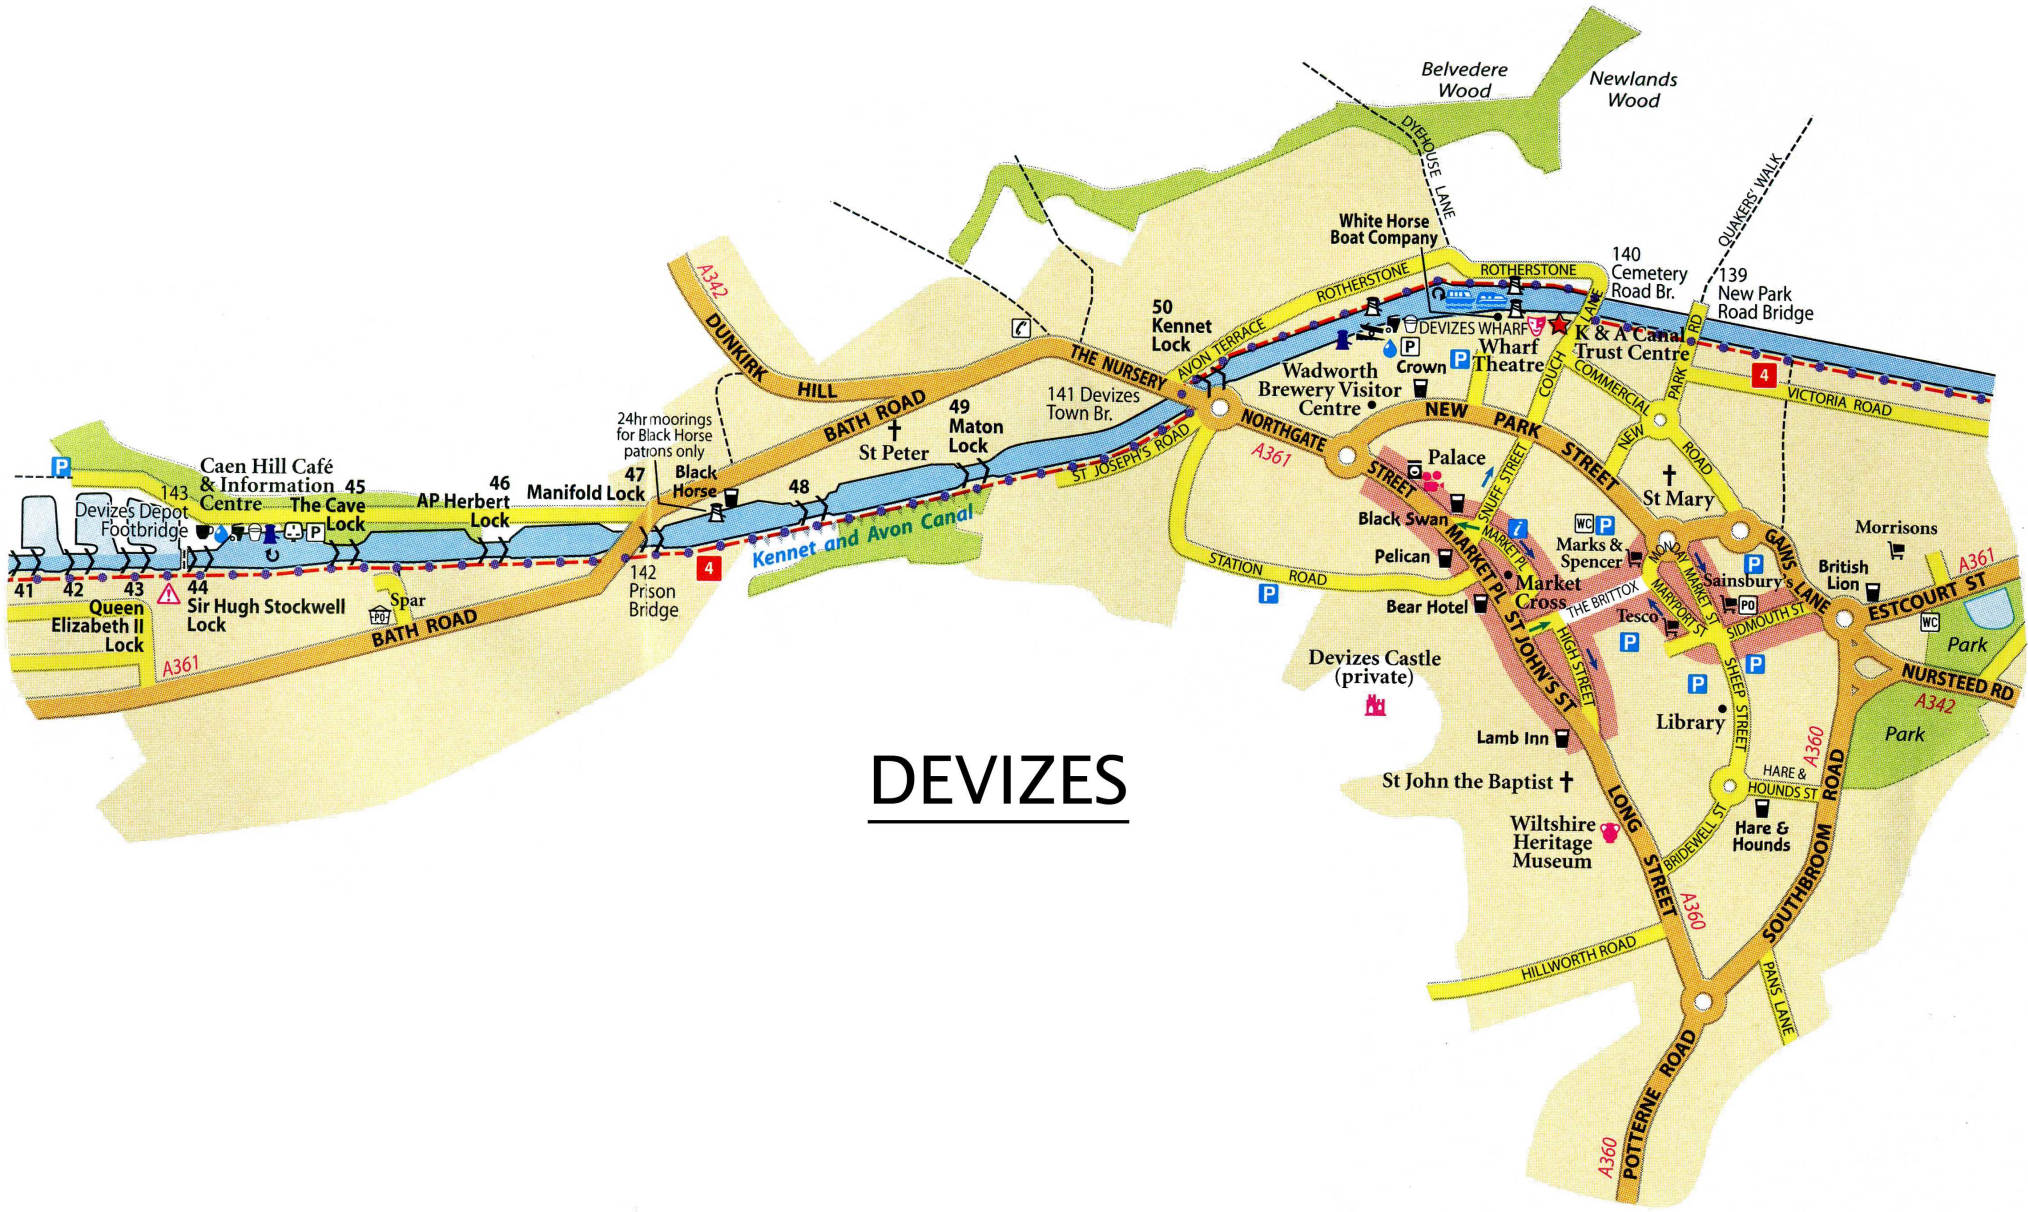 Belvedere
Wood
Newlands
Wood
DYEHOUSE LANE
QUAKERS' WALK
White Horse
Boat Company
ROTHERSTONE
ROTHERSTONE
140
Cemetery
Road Br.
139
New Park
Road Bridge
A342
DUNKIRK
HILL
THE NURSERY
50
Kennet
Lock
AVON TERRACE
DEVIZES WHARF
Wharf
Theatre
K & A Canal
Trust Centre
COUCH LANE
PARK RD
4
VICTORIA ROAD
COMMERCIAL
NEW
ROAD
Crown
P
P
Wadworth
Brewery Visitor
Centre
141 Devizes
Town Br.
BATH ROAD
St Peter
49
Maton
Lock
NORTHGATE
STREET
A361
NEW PARK STREET
ST JOSEPH'S ROAD
24hr moorings
for Black Horse
patrons only
47
Manifold Lock
Black
Horse
48
P
Caen Hill Café
& Information
Centre
143
Devizes Depot
Footbridge
45
The Cave
Lock
P
46
AP Herbert
Lock
41
42
43
44
Queen
Elizabeth II
Lock
Sir Hugh Stockwell
Lock
Spar
PO
BATH ROAD
A361
142
Prison
Bridge
4
Kennet and Avon Canal
Palace
SNUFF STREET
St Mary
Black Swan
i
WC
P
Marks &
Spencer
MONDAY MARKET ST
GAINS LANE
Morrisons
A361
Pelican
MARKET PL
MARKET PL
Market
Cross
STATION ROAD
P
Bear Hotel
THE BRITTOX
Tesco
P
MARYPORT ST
Sainsbury's
PO
P
SIDMOUTH ST
British
Lion
ESTCOURT ST
WC
Park
Devizes Castle
(private)
ST JOHN'S ST
HIGH STREET
P
P
SHEEP STREET
Library
NURSTEED RD
A342
Park
A360
Lamb Inn
DEVIZES
St John the Baptist
HARE &
HOUNDS ST
Wiltshire
Heritage
Museum
LONG STREET
BRIDEWELL ST
Hare &
Hounds
SOUTHBROOM ROAD
A360
HILLWORTH ROAD
PANS LANE
POTTERNE ROAD
A360